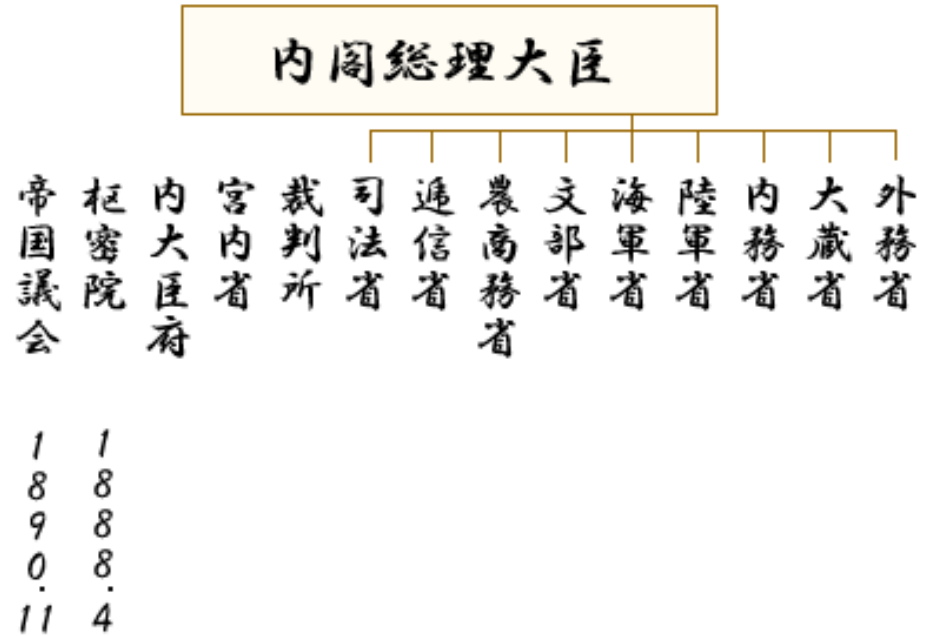 内閣総理大臣
外務省
大蔵省
内務省
陸軍省
海軍省
文部省
農商務省
逓信省
司法省
裁判所
宮内省
内大臣府
枢密院
1888.4
帝国議会
1890.11